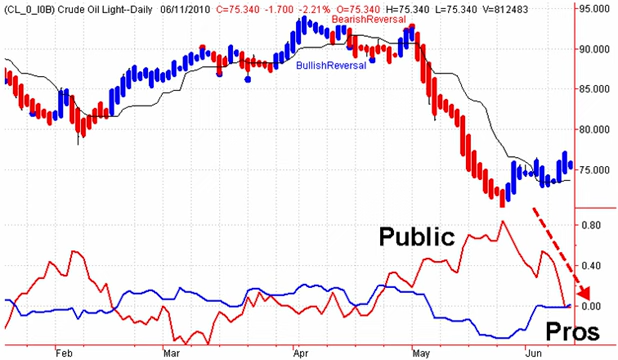 (CL_0_I0B) Crude Oil Light--Daily 06/11/2010 C=75.340 -1.700 -2.21% O=75.340 H=75.340 L=75.340 V=812483
95.000
BearishReversal
90.000
BullishReversal
85.000
80.000
75.000
Public
0.80
0.40
0.00
Pros
Feb Mar Apr May Jun